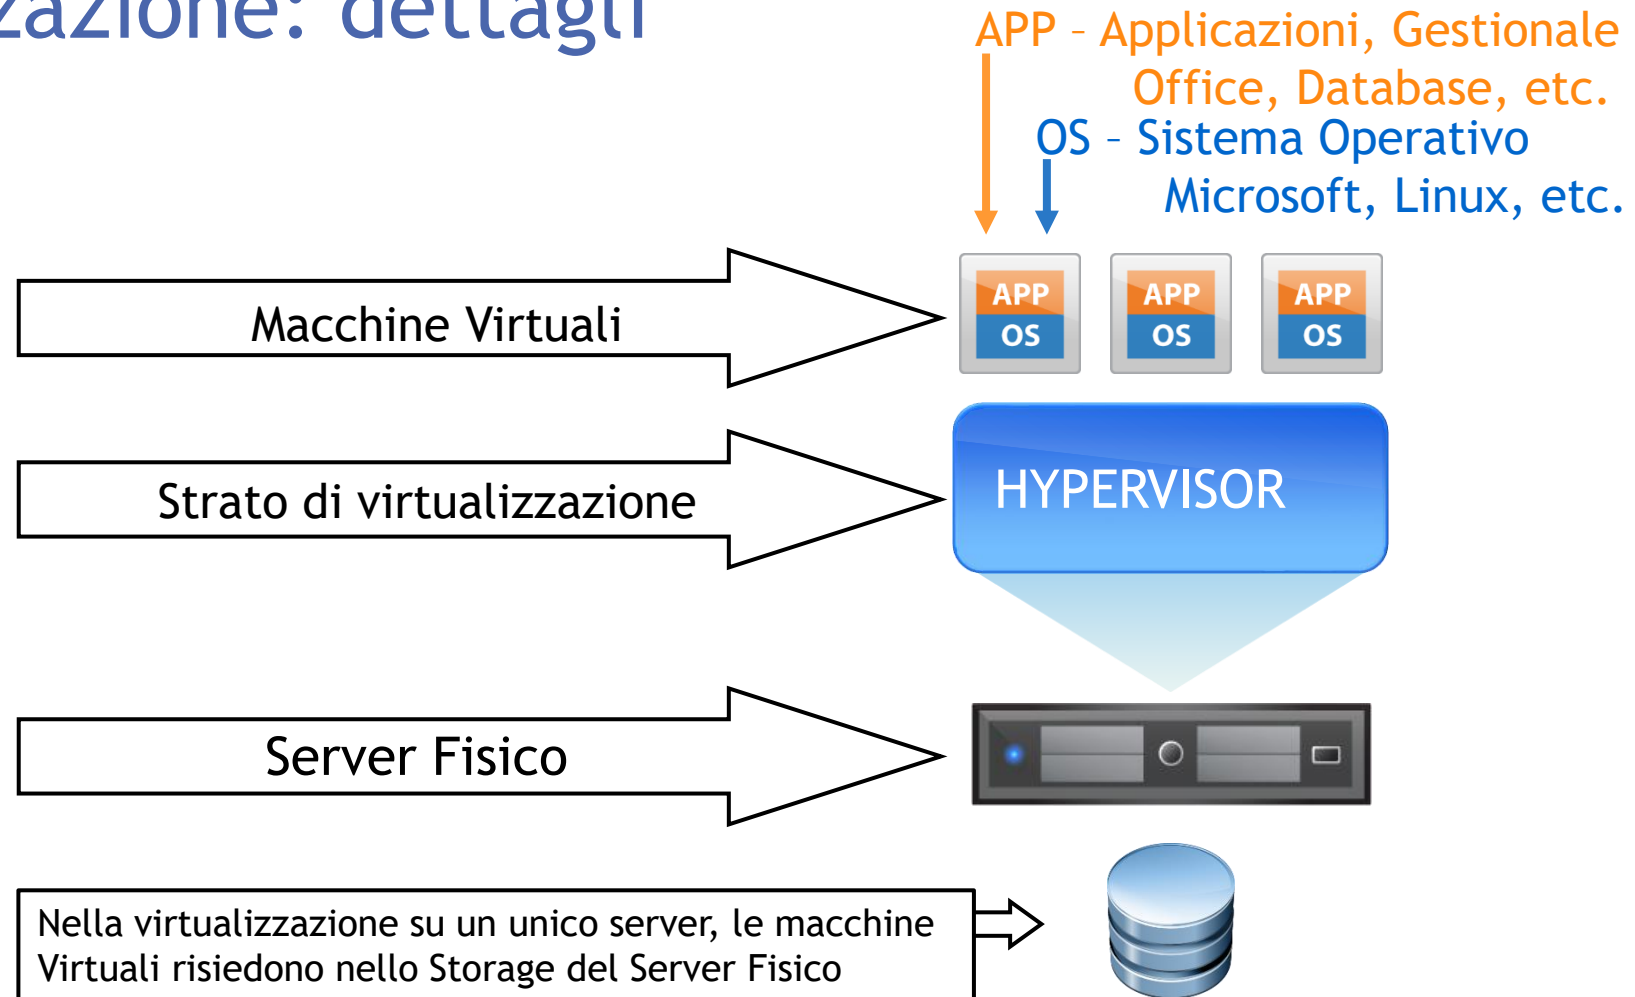 zazione: dettagli
APP – Applicazioni, Gestionale
Office, Database, etc.
OS – Sistema Operativo
Microsoft, Linux, etc.
Macchine Virtuali
APP
OS
APP
OS
APP
OS
Strato di virtualizzazione
HYPERVISOR
Server Fisico
Nella virtualizzazione su un unico server, le macchine
Virtuali risiedono nello Storage del Server Fisico